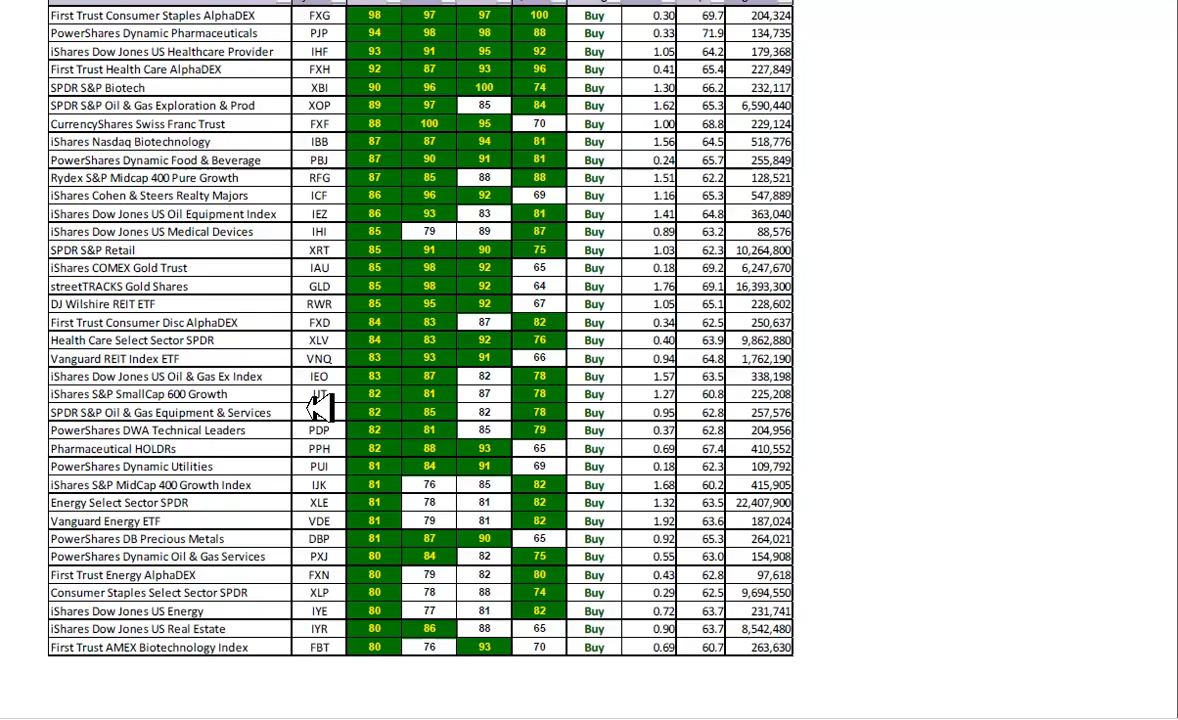 First Trust Consumer Staples AlphaDEX FXG 98 97 97 100 Buy 0.30 69.7 204,324
PowerShares Dynamic Pharmaceuticals PJP 94 98 98 88 Buy 0.33 71.9 134,735
iShares Dow Jones US Healthcare Provider IHF 93 91 95 92 Buy 1.05 64.2 179,368
First Trust Health Care AlphaDEX FXH 92 87 93 96 Buy 0.41 65.4 227,849
SPDR S&P Biotech XBI 90 96 100 74 Buy 1.30 66.2 232,117
SPDR S&P Oil & Gas Exploration & Prod XOP 89 97 85 84 Buy 1.62 65.3 6,590,440
CurrencyShares Swiss Franc Trust FXF 88 100 95 70 Buy 1.00 68.8 229,124
iShares Nasdaq Biotechnology IBB 87 87 94 81 Buy 1.56 64.5 518,776
PowerShares Dynamic Food & Beverage PBJ 87 90 91 81 Buy 0.24 65.7 255,849
Rydex S&P Midcap 400 Pure Growth RFG 87 85 88 88 Buy 1.51 62.2 128,521
iShares Cohen & Steers Realty Majors ICF 86 96 92 69 Buy 1.16 65.3 547,889
iShares Dow Jones US Oil Equipment Index IEZ 86 93 83 81 Buy 1.41 64.8 363,040
iShares Dow Jones US Medical Devices IHI 85 79 89 87 Buy 0.89 63.2 88,576
SPDR S&P Retail XRT 85 91 90 75 Buy 1.03 62.3 10,264,800
iShares COMEX Gold Trust IAU 85 98 92 65 Buy 0.18 69.2 6,247,670
streetTRACKS Gold Shares GLD 85 98 92 64 Buy 1.76 69.1 16,393,300
DJ Wilshire REIT ETF RWR 85 95 92 67 Buy 1.05 65.1 228,602
First Trust Consumer Disc AlphaDEX FXD 84 83 87 82 Buy 0.34 62.5 250,637
Health Care Select Sector SPDR XLV 84 83 92 76 Buy 0.40 63.9 9,862,880
Vanguard REIT Index ETF VNQ 83 93 91 66 Buy 0.94 64.8 1,762,190
iShares Dow Jones US Oil & Gas Ex Index IEO 83 87 82 78 Buy 1.57 63.5 338,198
iShares S&P SmallCap 600 Growth 82 81 87 78 Buy 1.27 60.8 225,208
SPDR S&P Oil & Gas Equipment & Services 82 85 82 78 Buy 0.95 62.8 257,576
PowerShares DWA Technical Leaders PDP 82 81 85 79 Buy 0.37 62.8 204,956
Pharmaceutical HOLDRs PPH 82 88 93 65 Buy 0.69 67.4 410,552
PowerShares Dynamic Utilities PUI 81 84 91 69 Buy 0.18 62.3 109,792
iShares S&P MidCap 400 Growth Index IJK 81 76 85 82 Buy 1.68 60.2 415,905
Energy Select Sector SPDR XLE 81 78 81 82 Buy 1.32 63.5 22,407,900
Vanguard Energy ETF VDE 81 79 81 82 Buy 1.92 63.6 187,024
PowerShares DB Precious Metals DBP 81 87 90 65 Buy 0.92 65.3 264,021
PowerShares Dynamic Oil & Gas Services PXJ 80 84 82 75 Buy 0.55 63.0 154,908
First Trust Energy AlphaDEX FXN 80 79 82 80 Buy 0.43 62.8 97,618
Consumer Staples Select Sector SPDR XLP 80 78 88 74 Buy 0.29 62.5 9,694,550
iShares Dow Jones US Energy IYE 80 77 81 82 Buy 0.72 63.7 231,741
iShares Dow Jones US Real Estate IYR 80 86 88 65 Buy 0.90 63.7 8,542,480
First Trust AMEX Biotechnology Index FBT 80 76 93 70 Buy 0.69 60.7 263,630